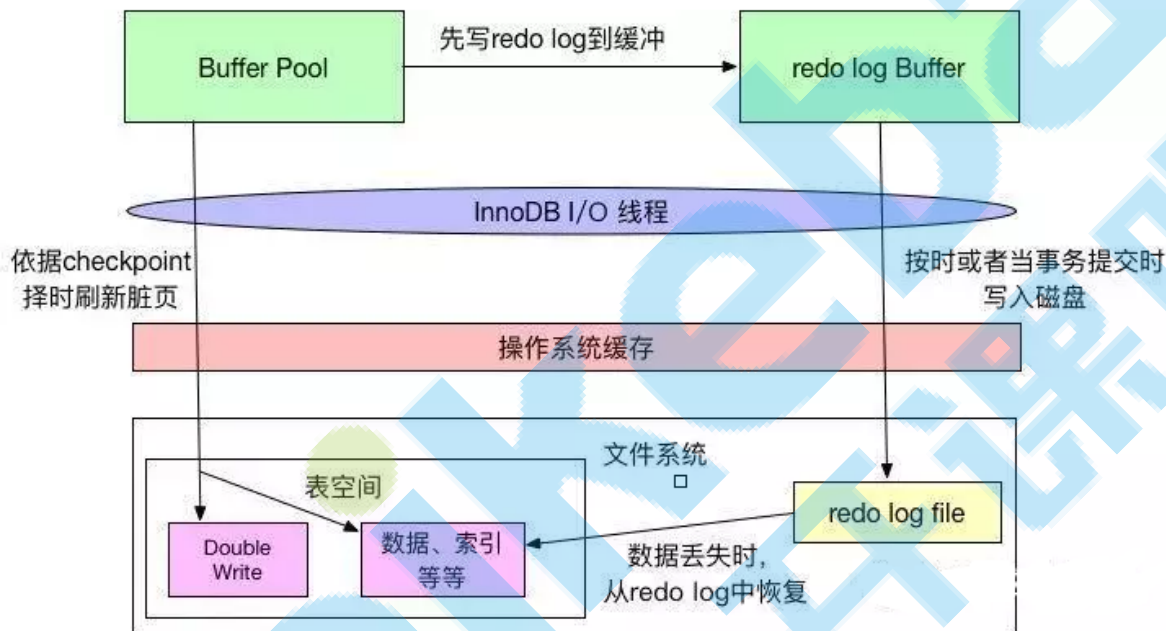 先写redo log到缓冲
Buffer Pool
redo log Buffer
InnoDB I/O 线程
依据checkpoint
择时刷新脏页
按时或者当事务提交时
写入磁盘
操作系统缓存
文件系统
表空间
redo log file
Double
Write
数据、索引
等等
数据丢失时，
从redo log中恢复